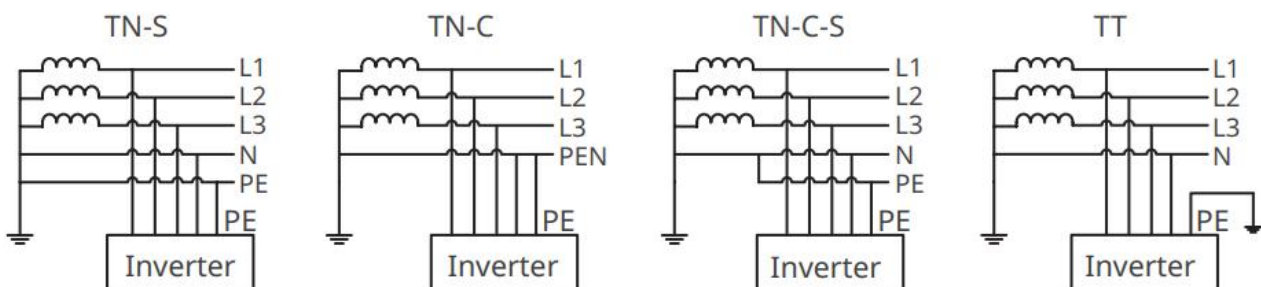 TN-S TN-C TN-C-S TT
L1 L1 L1 L1
L2 L2 L2 L2
L3 L3 L3 L3
N PEN N N
PE PE
PE PE PE PE
Inverter Inverter Inverter Inverter